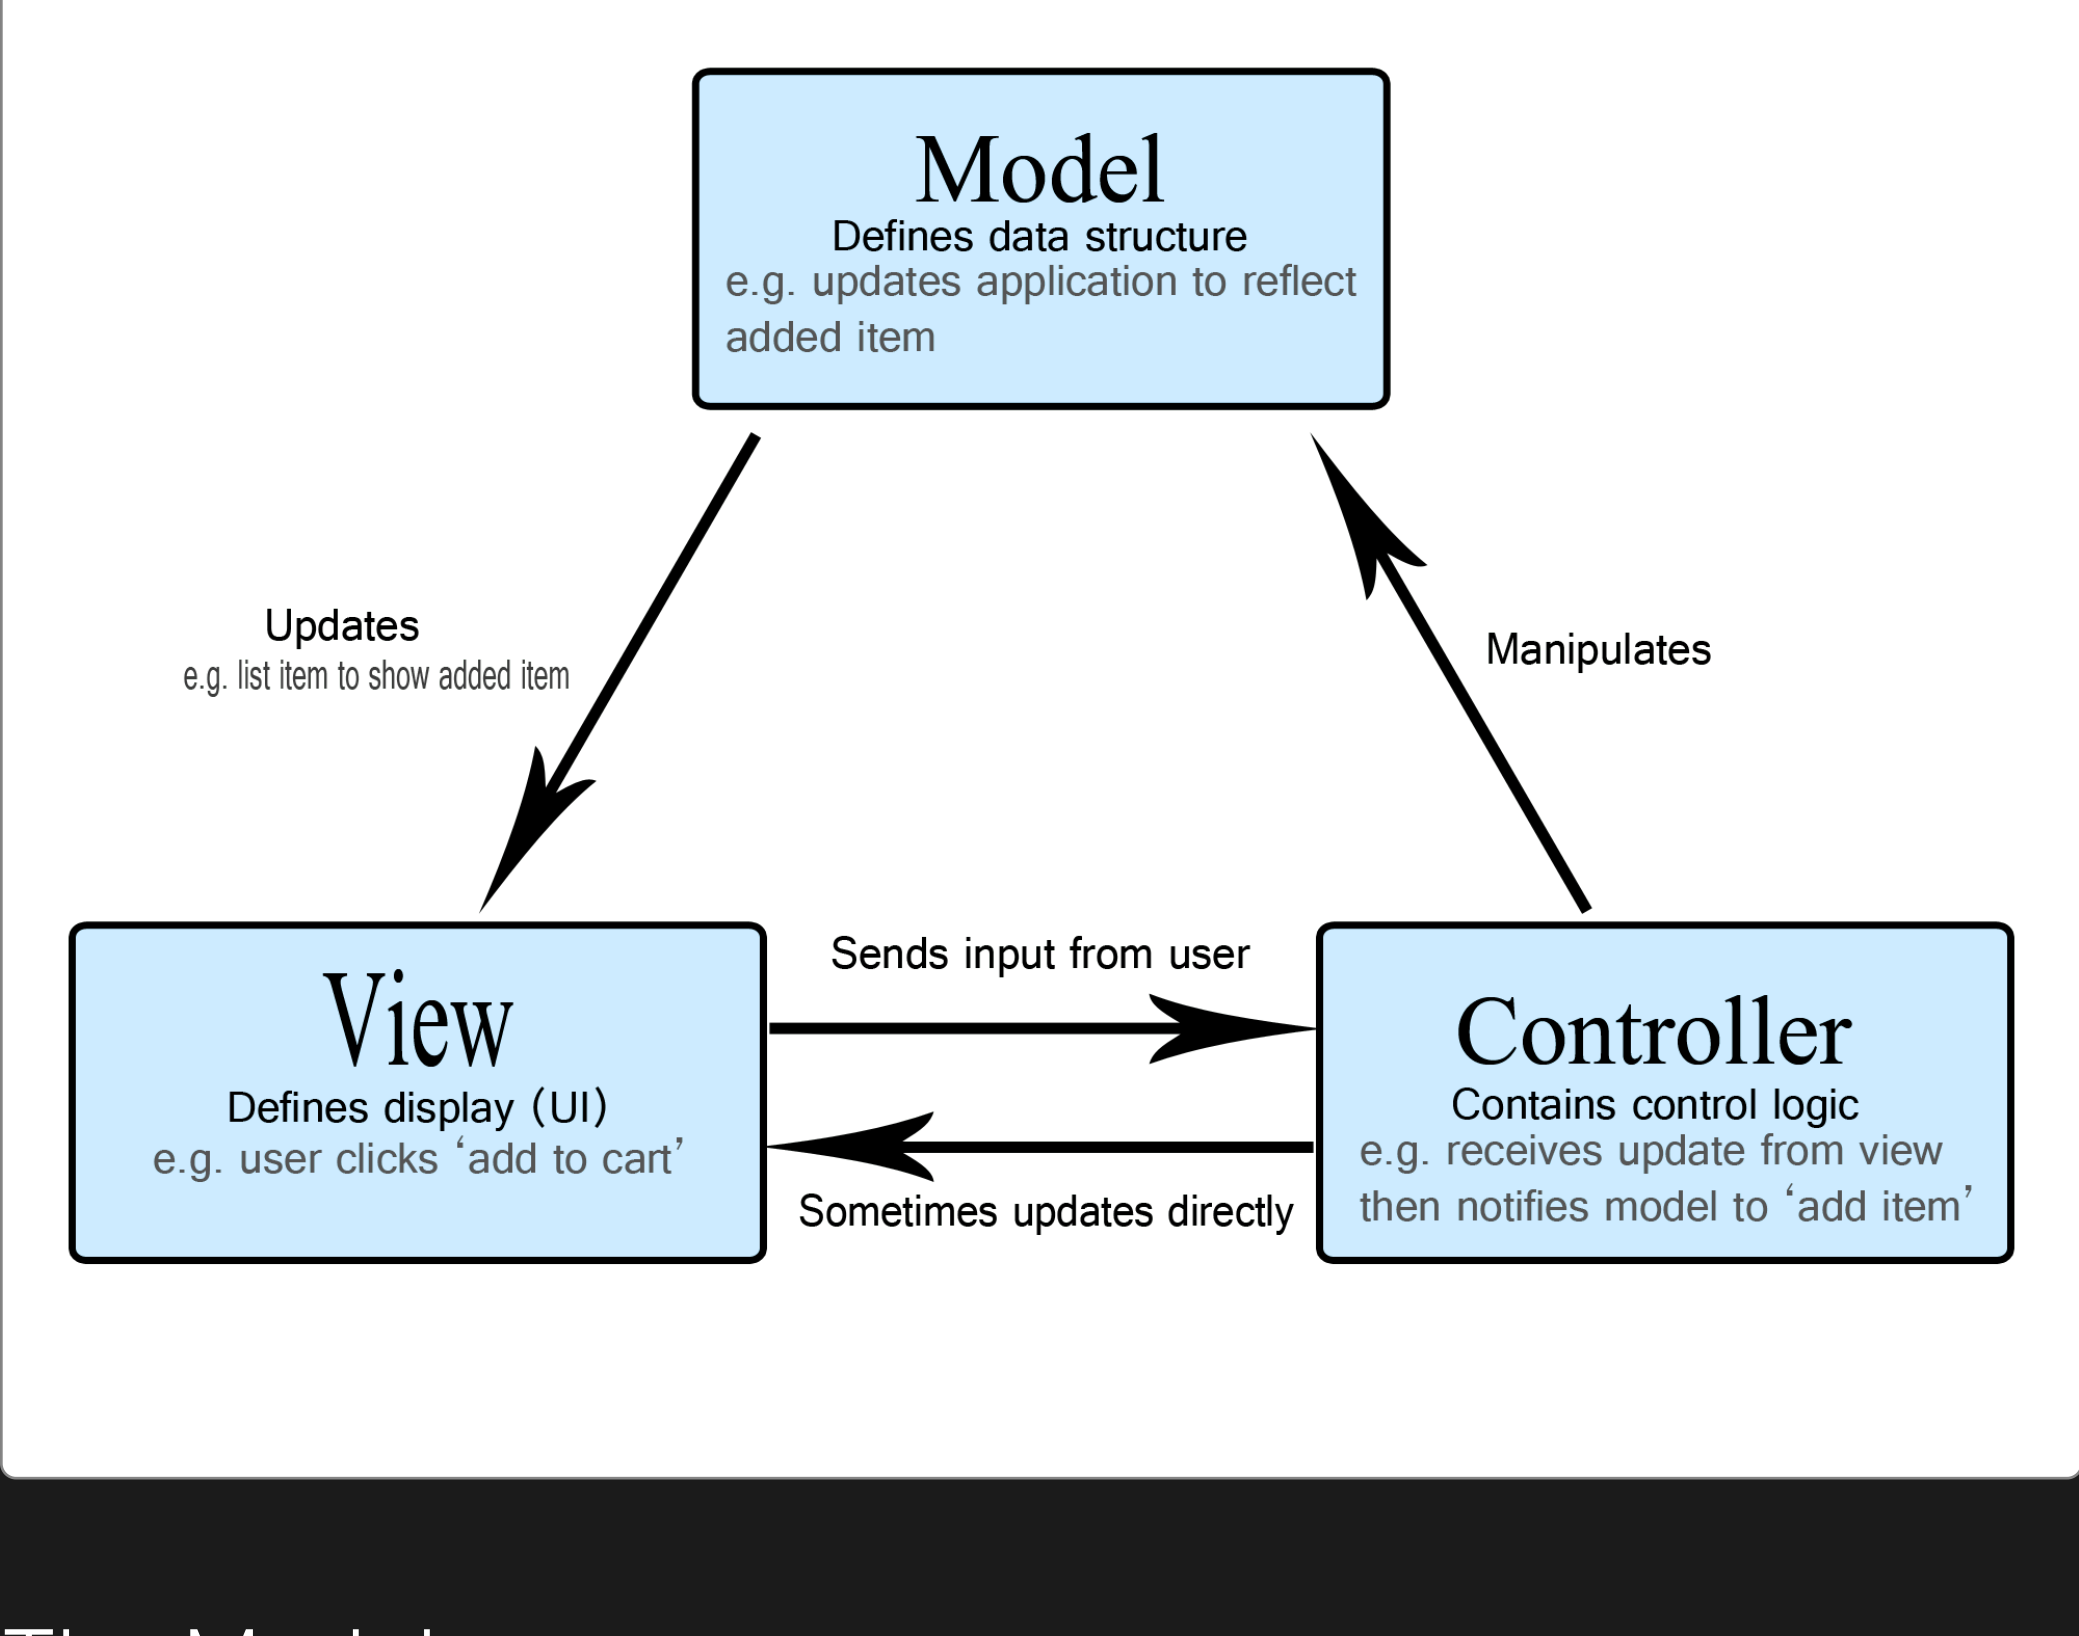 Model
Defines data structure
e.g. updates application to reflect
added item
Updates
e.g. list item to show added item
Manipulates
Sends input from user
View
Defines display (UI)
e.g. user clicks ‘add to cart’
Controller
Contains control logic
e.g. receives update from view
then notifies model to ‘add item’
Sometimes updates directly